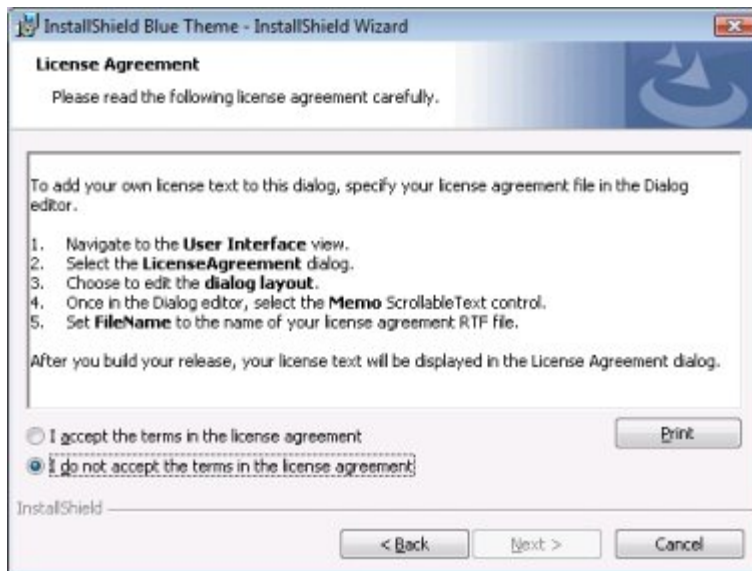 InstallShield Blue Theme - InstallShield Wizard
License Agreement
Please read the following license agreement carefully.
To add your own license text to this dialog, specify your license agreement file in the Dialog
editor.
1. Navigate to the User Interface view.
2. Select the LicenseAgreement dialog.
3. Choose to edit the dialog layout.
4. Once in the Dialog editor, select the Memo ScrollableText control.
5. Set FileName to the name of your license agreement RTF file.
After you build your release, your license text will be displayed in the License Agreement dialog.
I accept the terms in the license agreement
Print
I do not accept the terms in the license agreement
InstallShield
< Back
Next >
Cancel